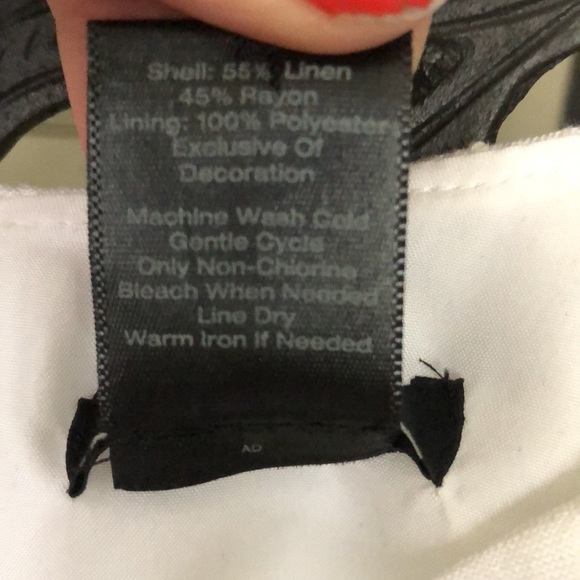 Shell: 55% Linen
45% Rayon
Lining: 100% Polyester
Exclusive Of
Decoration
Machine Wash Cold
Gentle Cycle
Only Non-Chlorine
Bleach When Needed
Line Dry
Warm Iron If Needed
AD